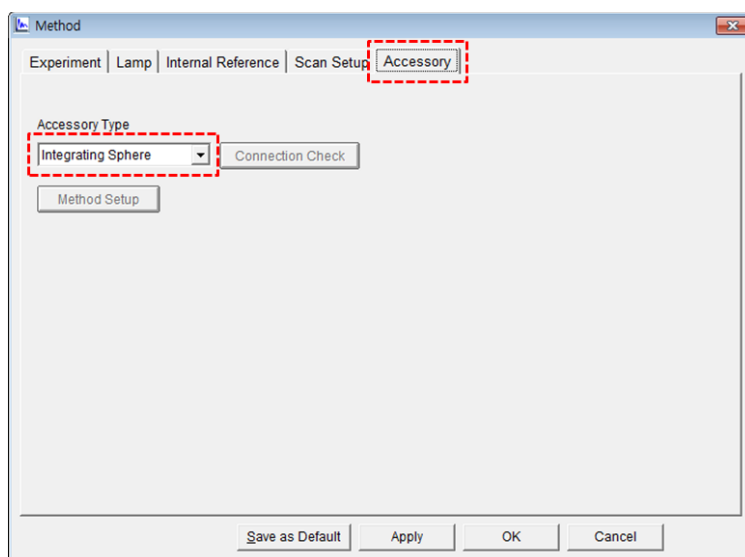 Method
Experiment Lamp Internal Reference Scan Setup Accessory
Accessory Type
Integrating Sphere Connection Check
Method Setup
Save as Default Apply OK Cancel